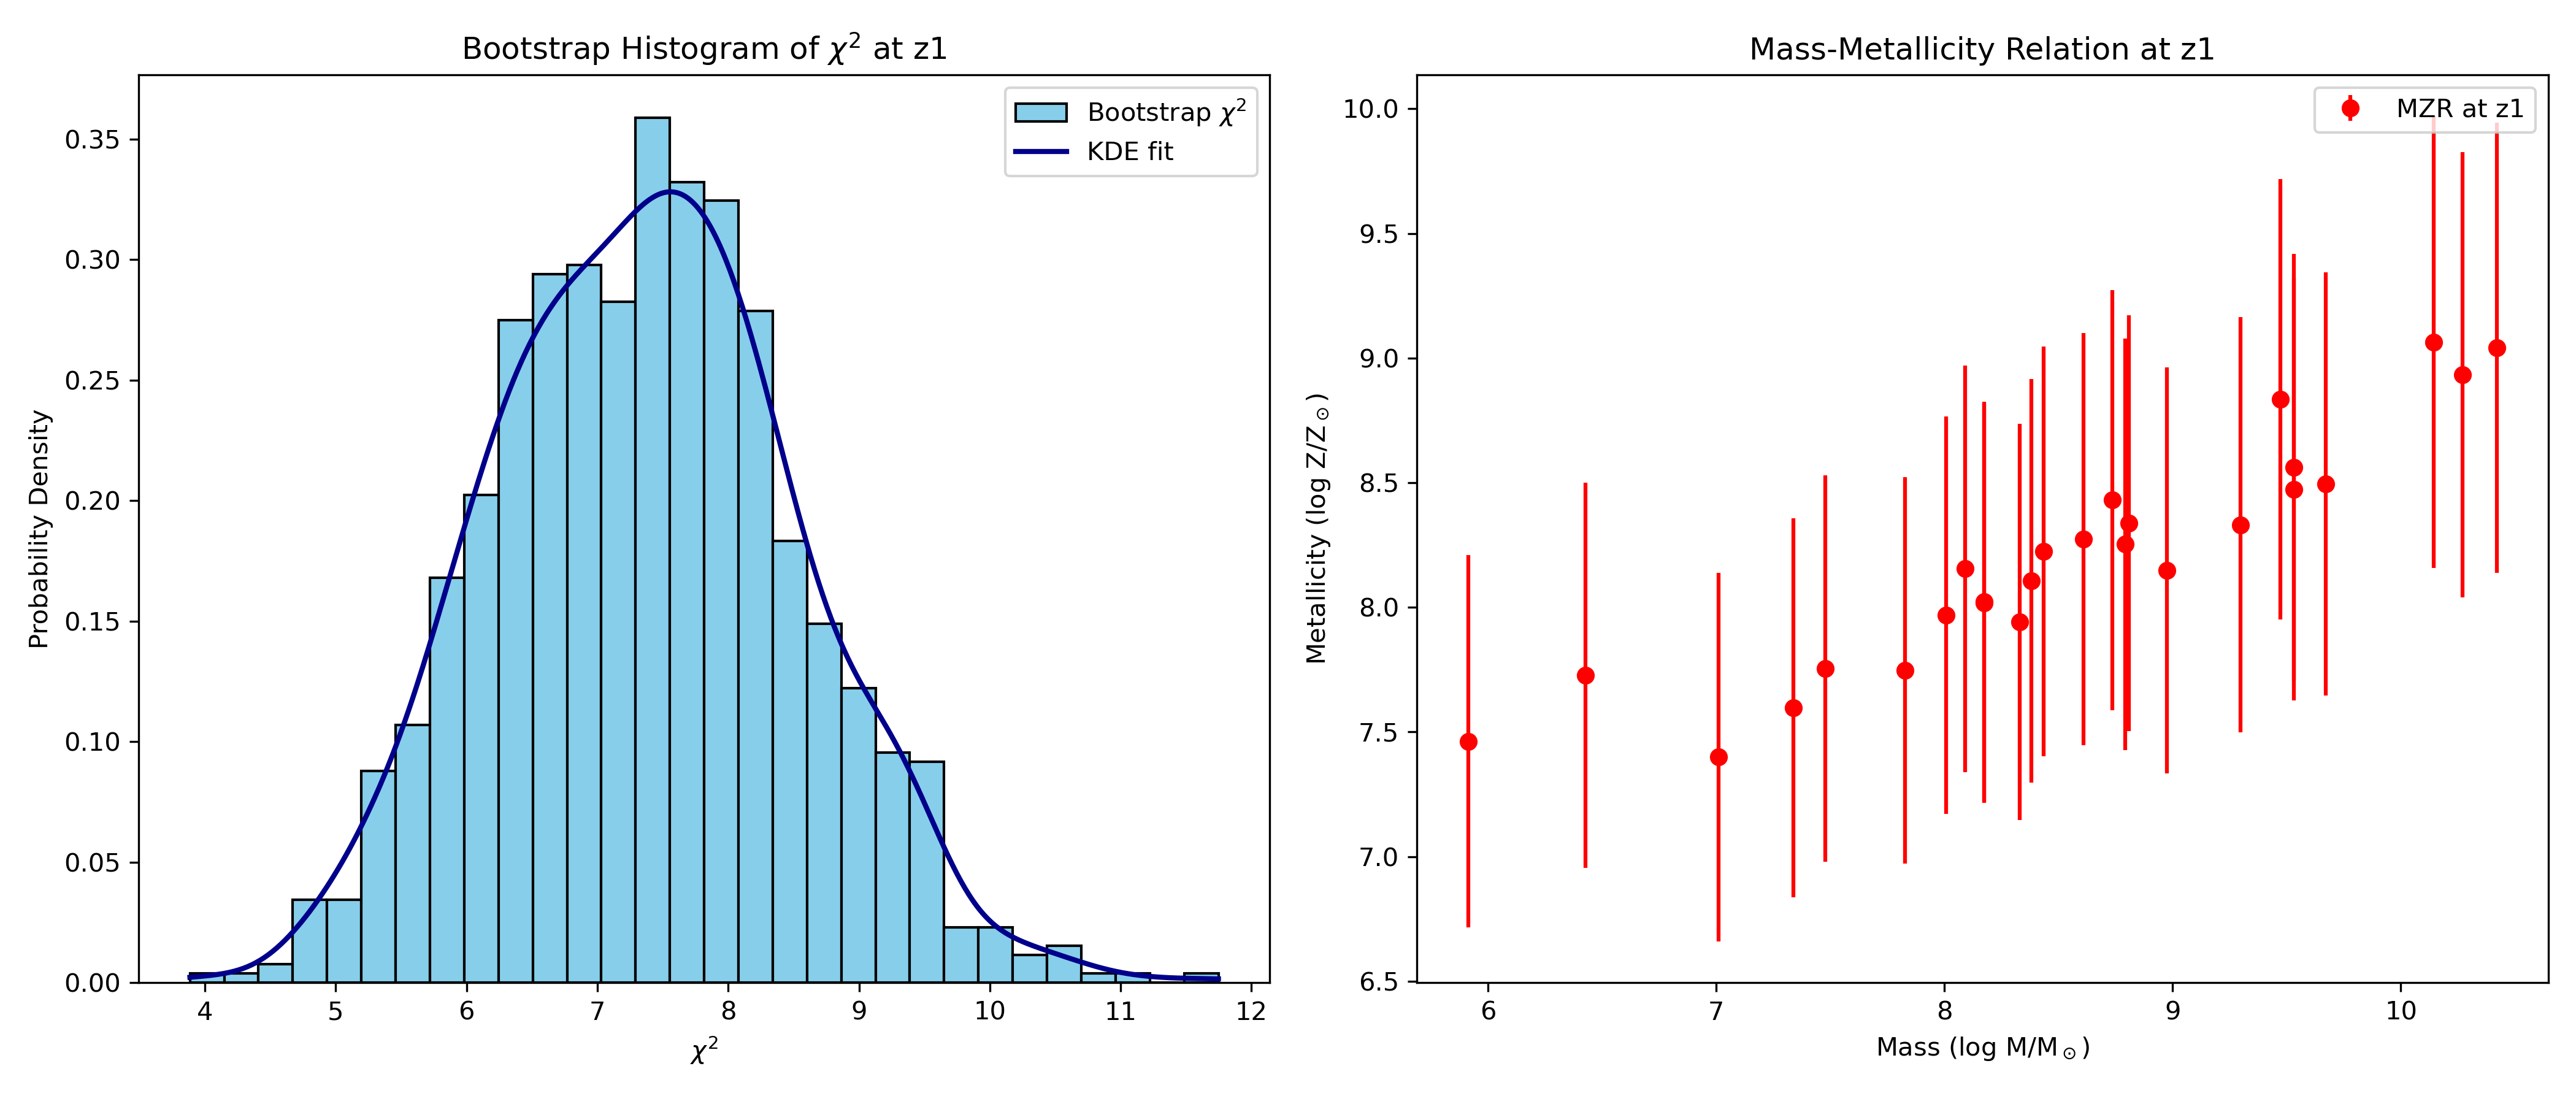 Bootstrap Histogram of χ² at z1
Bootstrap χ²
KDE fit
Probability Density
0.35
0.30
0.25
0.20
0.15
0.10
0.05
0.00
4 5 6 7 8 9 10 11 12
χ²
Mass-Metallicity Relation at z1
MZR at z1
Metallicity (log Z/Z⊙)
10.0
9.5
9.0
8.5
8.0
7.5
7.0
6.5
6 7 8 9 10
Mass (log M/M⊙)